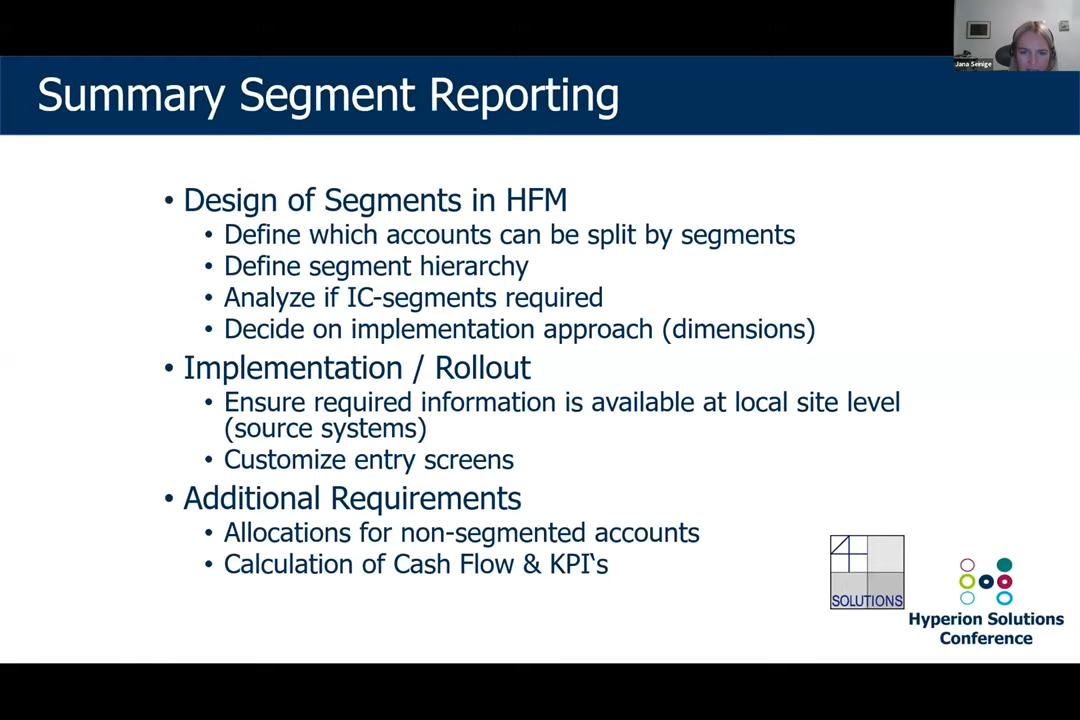 Jana Seinige
Summary Segment Reporting
• Design of Segments in HFM
• Define which accounts can be split by segments
• Define segment hierarchy
• Analyze if IC-segments required
• Decide on implementation approach (dimensions)
• Implementation / Rollout
• Ensure required information is available at local site level
(source systems)
• Customize entry screens
• Additional Requirements
• Allocations for non-segmented accounts
• Calculation of Cash Flow & KPI‘s
4
SOLUTIONS
Hyperion Solutions
Conference